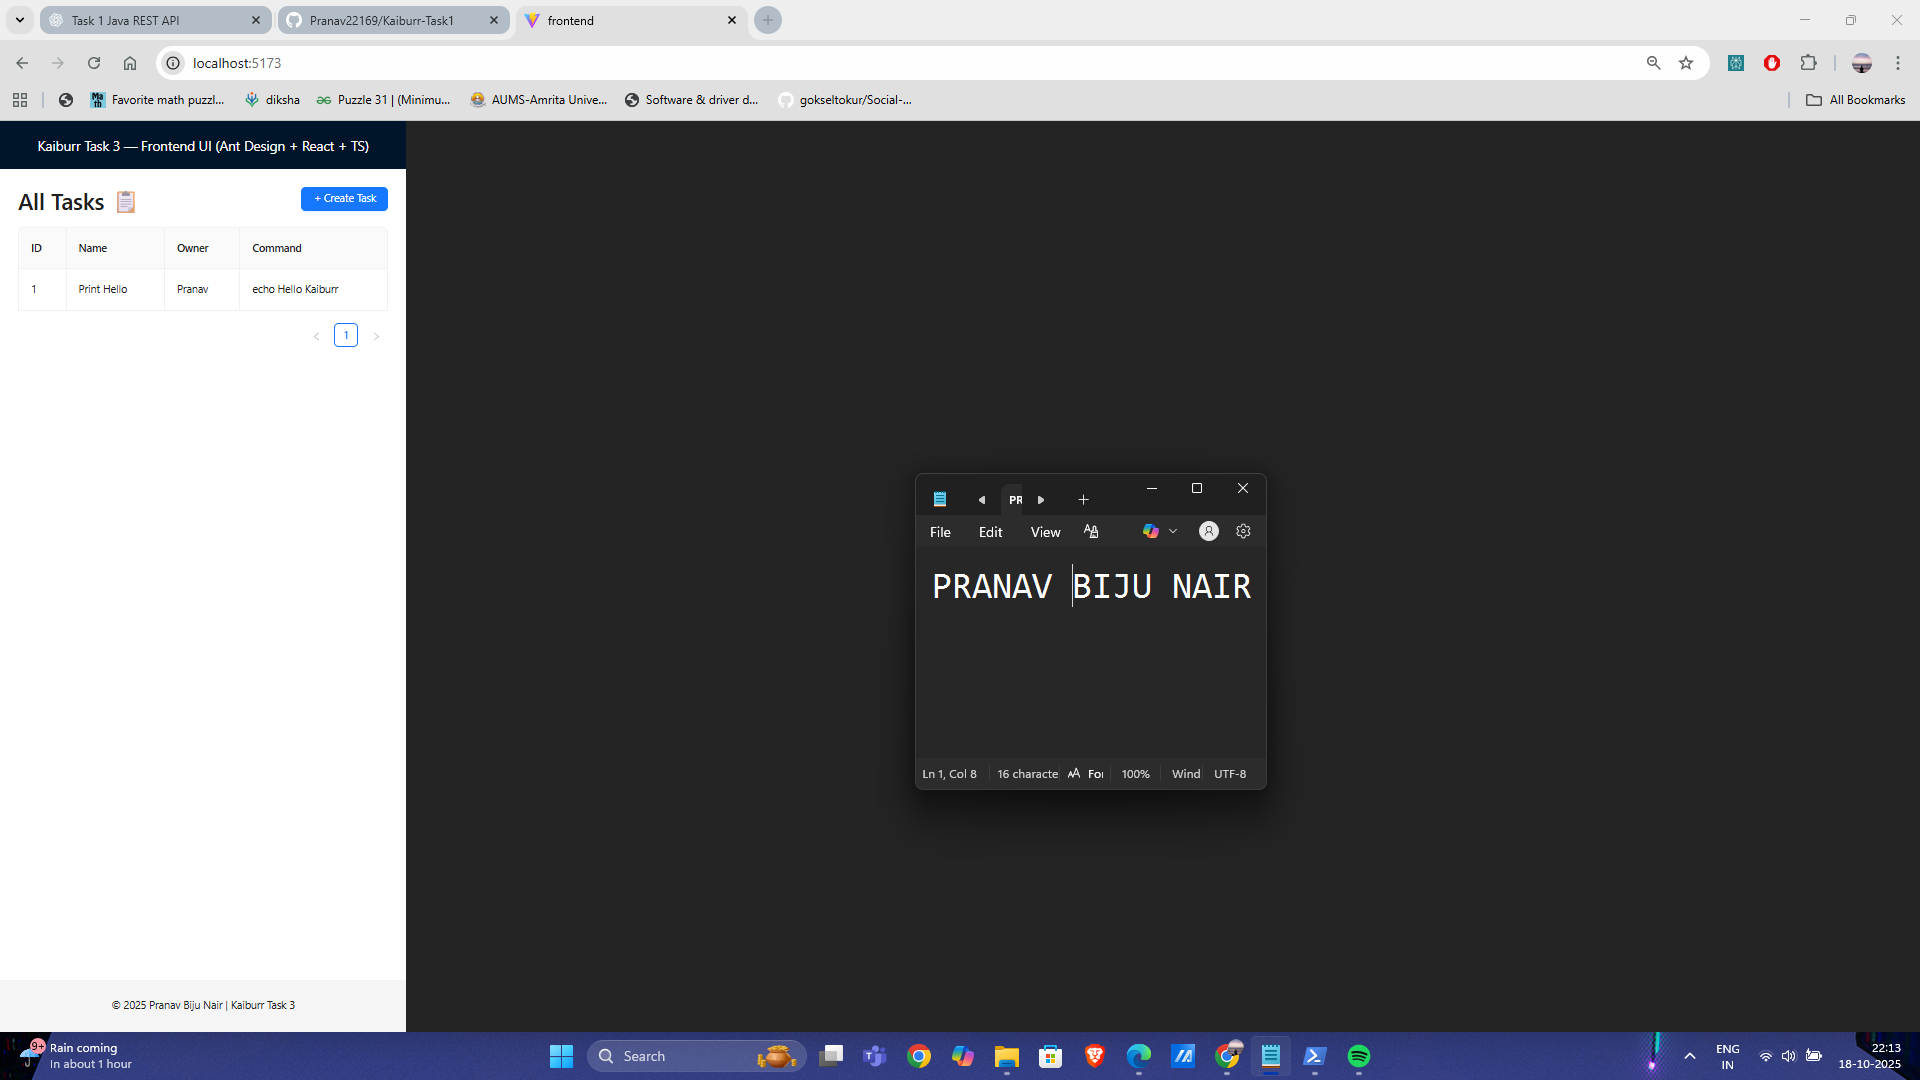 Task 1 Java REST API
Pranav22169/Kaiburr-Task1
frontend
localhost:5173
Favorite math puzzl...
diksha
Puzzle 31 | (Minimu...
AUMS-Amrita Unive...
Software & driver d...
gokseltokur/Social-...
All Bookmarks
Kaiburr Task 3 — Frontend UI (Ant Design + React + TS)
All Tasks 📋
+ Create Task
ID Name Owner Command
1 Print Hello Pranav echo Hello Kaiburr
< 1 >
PR
File Edit View
PRANAV BIJU NAIR
Ln 1, Col 8 16 characte For 100% Wind UTF-8
© 2025 Pranav Biju Nair | Kaiburr Task 3
9+
Rain coming
In about 1 hour
Search
ENG
IN
22:13
18-10-2025